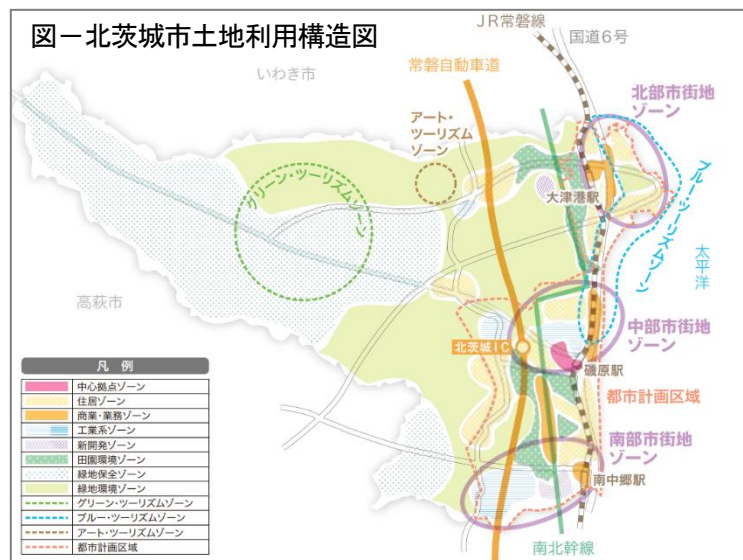 図－北茨城市土地利用構造図
JR常磐線
国道6号
いわき市
常磐自動車道
北部市街地
ゾーン
アート・
ツーリズム
ゾーン
グリーン・ツーリズムゾーン
大津港駅
ブルー・ツーリズムゾーン
太平洋
高萩市
中部市街地
ゾーン
北茨城IC
磯原駅
都市計画区域
南部市街地
ゾーン
南中郷駅
南北幹線
凡例
中心拠点ゾーン
住居ゾーン
商業・業務ゾーン
工業系ゾーン
新開発ゾーン
田園環境ゾーン
緑地保全ゾーン
緑地環境ゾーン
グリーン・ツーリズムゾーン
ブルー・ツーリズムゾーン
アート・ツーリズムゾーン
都市計画区域